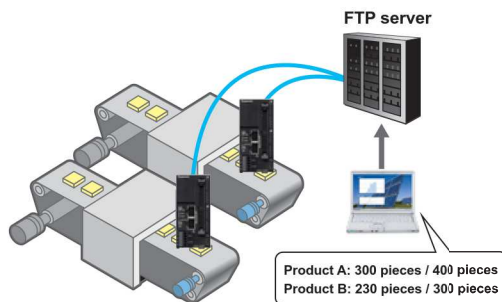 FTP server
Product A: 300 pieces / 400 pieces
Product B: 230 pieces / 300 pieces